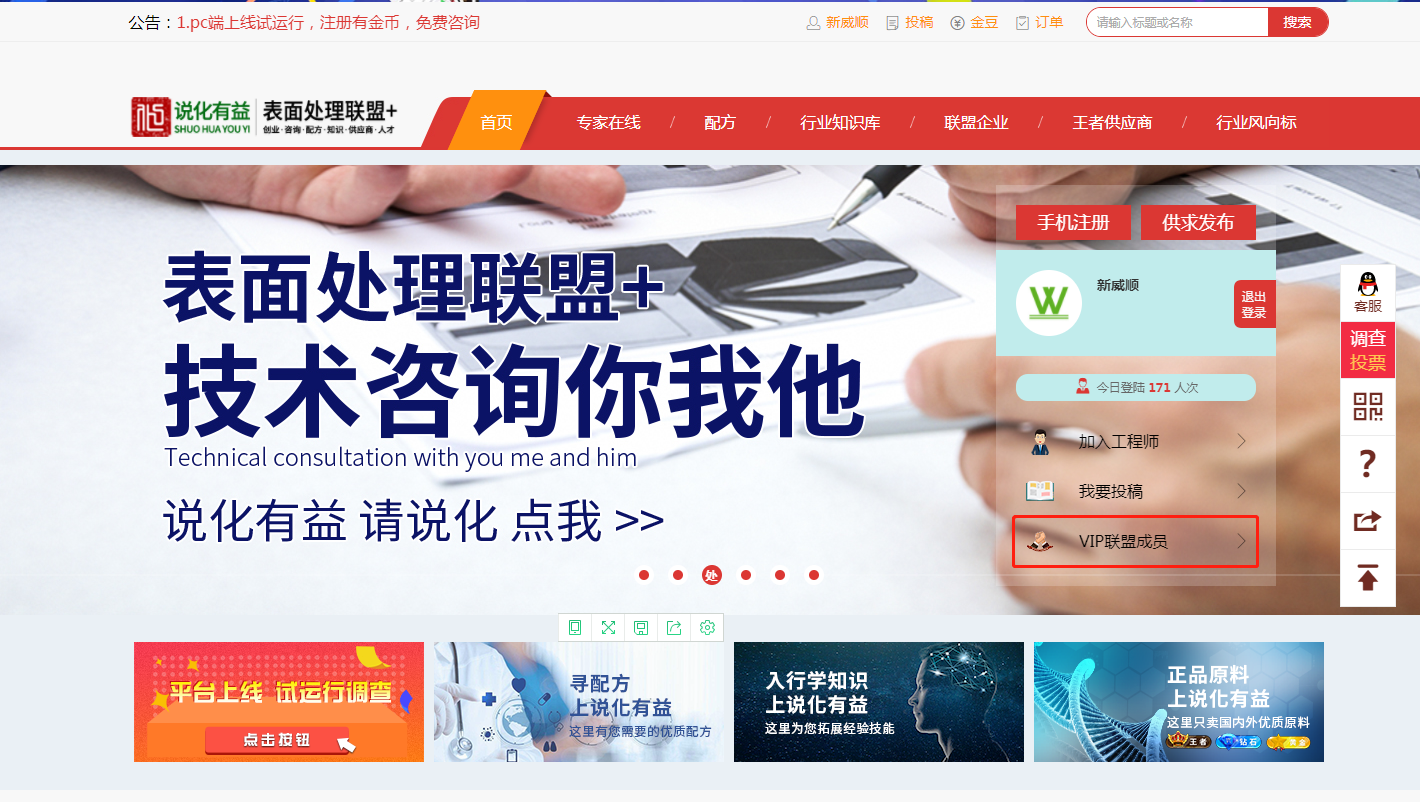 公告：1.pc端上线试运行，注册有金币，免费咨询
新威顺 投稿 金豆 订单
请输入标题或名称 搜索
说化有益
SHUO HUA YOU YI
表面处理联盟+
创业·咨询·配方·知识·供应商·人才
首页 专家在线 / 配方 / 行业知识库 / 联盟企业 / 王者供应商 / 行业风向标
表面处理联盟+
技术咨询你我他
Technical consultation with you me and him
说化有益 请说化 点我 >>
处
手机注册 供求发布
新威顺
退出
登录
今日登陆 171 人次
加入工程师
我要投稿
VIP联盟成员
客服
调查
投票
?
平台上线 试运行调查
点击按钮
寻配方
上说化有益
这里有您需要的优质配方
入行学知识
上说化有益
这里为您拓展经验技能
正品原料
上说化有益
这里只卖国内外优质原料
王者 钻石 黄金